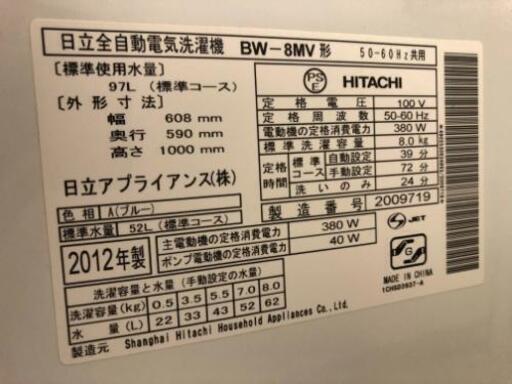 日立全自動電気洗濯機 BW-8MV形 50-60Hz共用
〔標準使用水量〕
97L (標準コース)
〔外形寸法〕
幅 608 mm
奥行 590 mm
高さ 1000 mm
日立アプライアンス(株)
色相 A(ブルー)
標準水量 52L (標準コース)
2012年製
PS
E
HITACHI
定格電圧 100 V
定格周波数 50-60 Hz
電動機の定格消費電力 380 W
標準洗濯容量 8.0 kg
定格時間 標準コース 自動設定 39 分
手動設定 72 分
洗いのみ 24 分
製造番号 2009719
主電動機の定格消費電力 380 W
ポンプ電動機の定格消費電力 40 W
JET
G
MADE IN CHINA
洗濯容量と水量 (手動設定の水量)
洗濯容量(kg) 0.5 3.5 5.5 7.0 8.0
水量(L) 22 33 43 52 62
製造元 Shanghai Hitachi Household Appliances Co., Ltd.